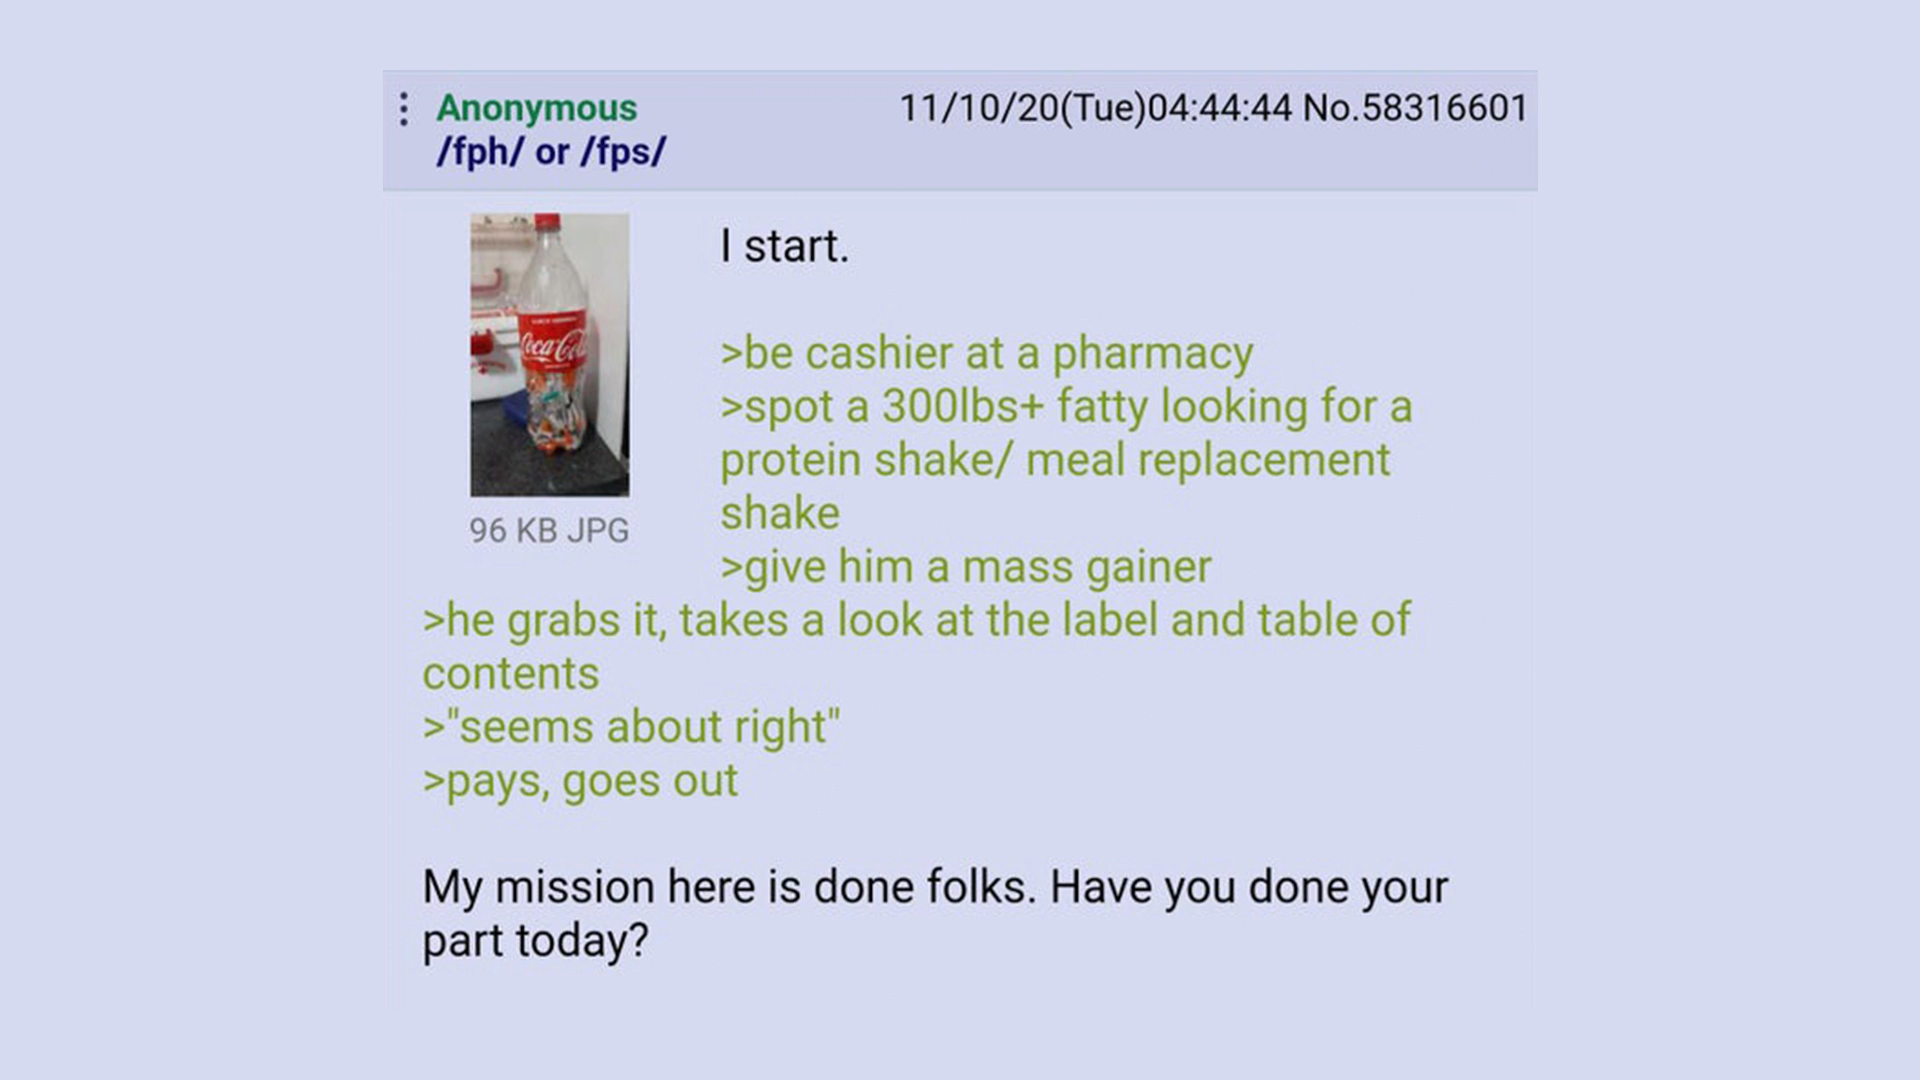 Anonymous
11/10/20(Tue)04:44:44 No.58316601
/fph/ or /fps/
I start.
>be cashier at a pharmacy
>spot a 300lbs+ fatty looking for a
protein shake/ meal replacement
shake
>give him a mass gainer
>he grabs it, takes a look at the label and table of
contents
>"seems about right"
>pays, goes out
My mission here is done folks. Have you done your
part today?
Coca-Cola
96 KB JPG